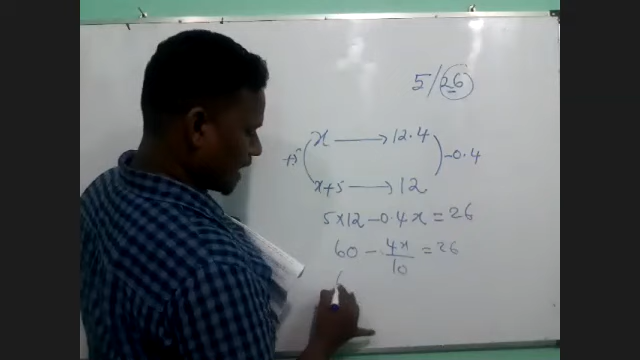 5/26
x → 12.4
+5
-0.4
x+5 → 12
5×12 - 0.4x = 26
60 - 4x/10 = 26